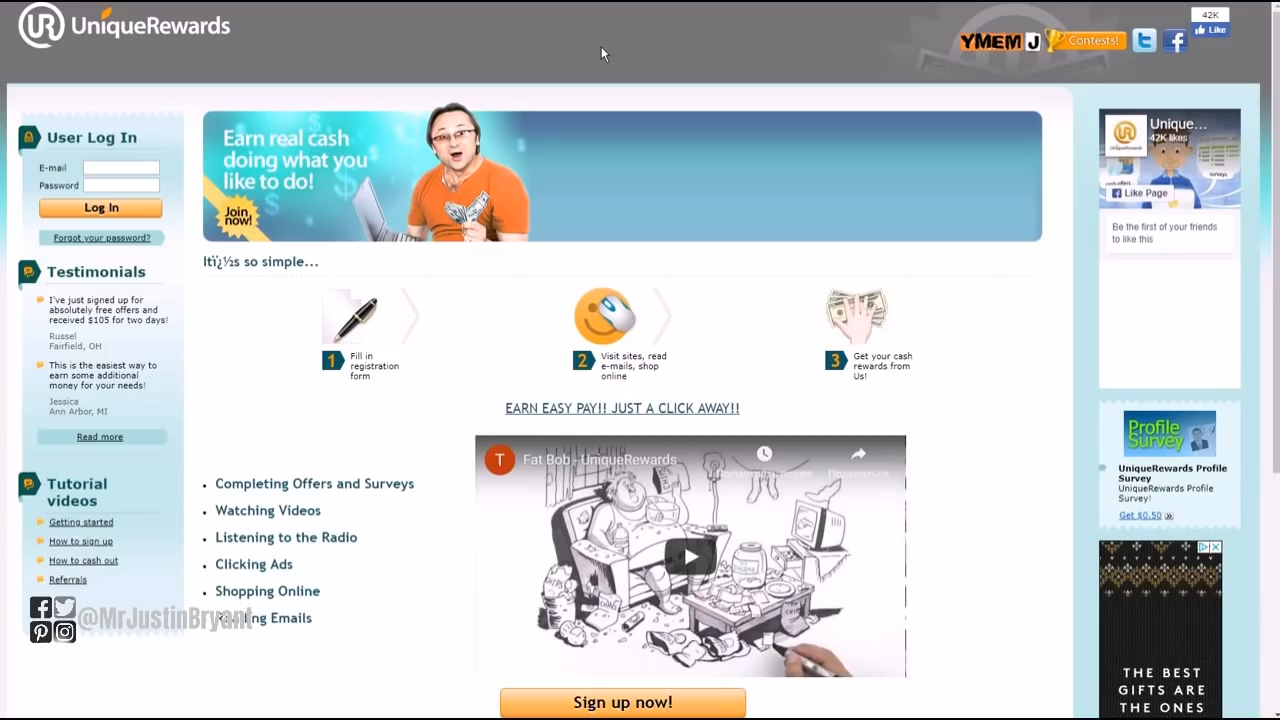 UR UniqueRewards
YMEM J
Contests!
42K
Like
User Log In
E-mail
Password
Log In
Forgot your password?
Testimonials
I've just signed up for
absolutely free offers and
received $105 for two days!
Russel
Fairfield, OH
This is the easiest way to
earn some additional
money for your needs!
Jessica
Ann Arbor, MI
Read more
Tutorial
videos
Getting started
How to sign up
How to cash out
Referrals
@MrJustinBryant
Earn real cash
doing what you
like to do!
Join
now!
Itï¿½s so simple...
1 Fill in
registration
form
2 Visit sites, read
e-mails, shop
online
3 Get your cash
rewards from
Us!
EARN EASY PAY!! JUST A CLICK AWAY!!
Completing Offers and Surveys
Watching Videos
Listening to the Radio
Clicking Ads
Shopping Online
Emails
T Fat Bob - UniqueRewards
CHIPS
Sign up now!
UR
UniqueRewards
Unique...
42K likes
surveys
Like Page
Be the first of your friends
to like this
Profile
Survey
UniqueRewards Profile
Survey
UniqueRewards Profile
Survey!
Get $0.50
THE BEST
GIFTS ARE
THE ONES